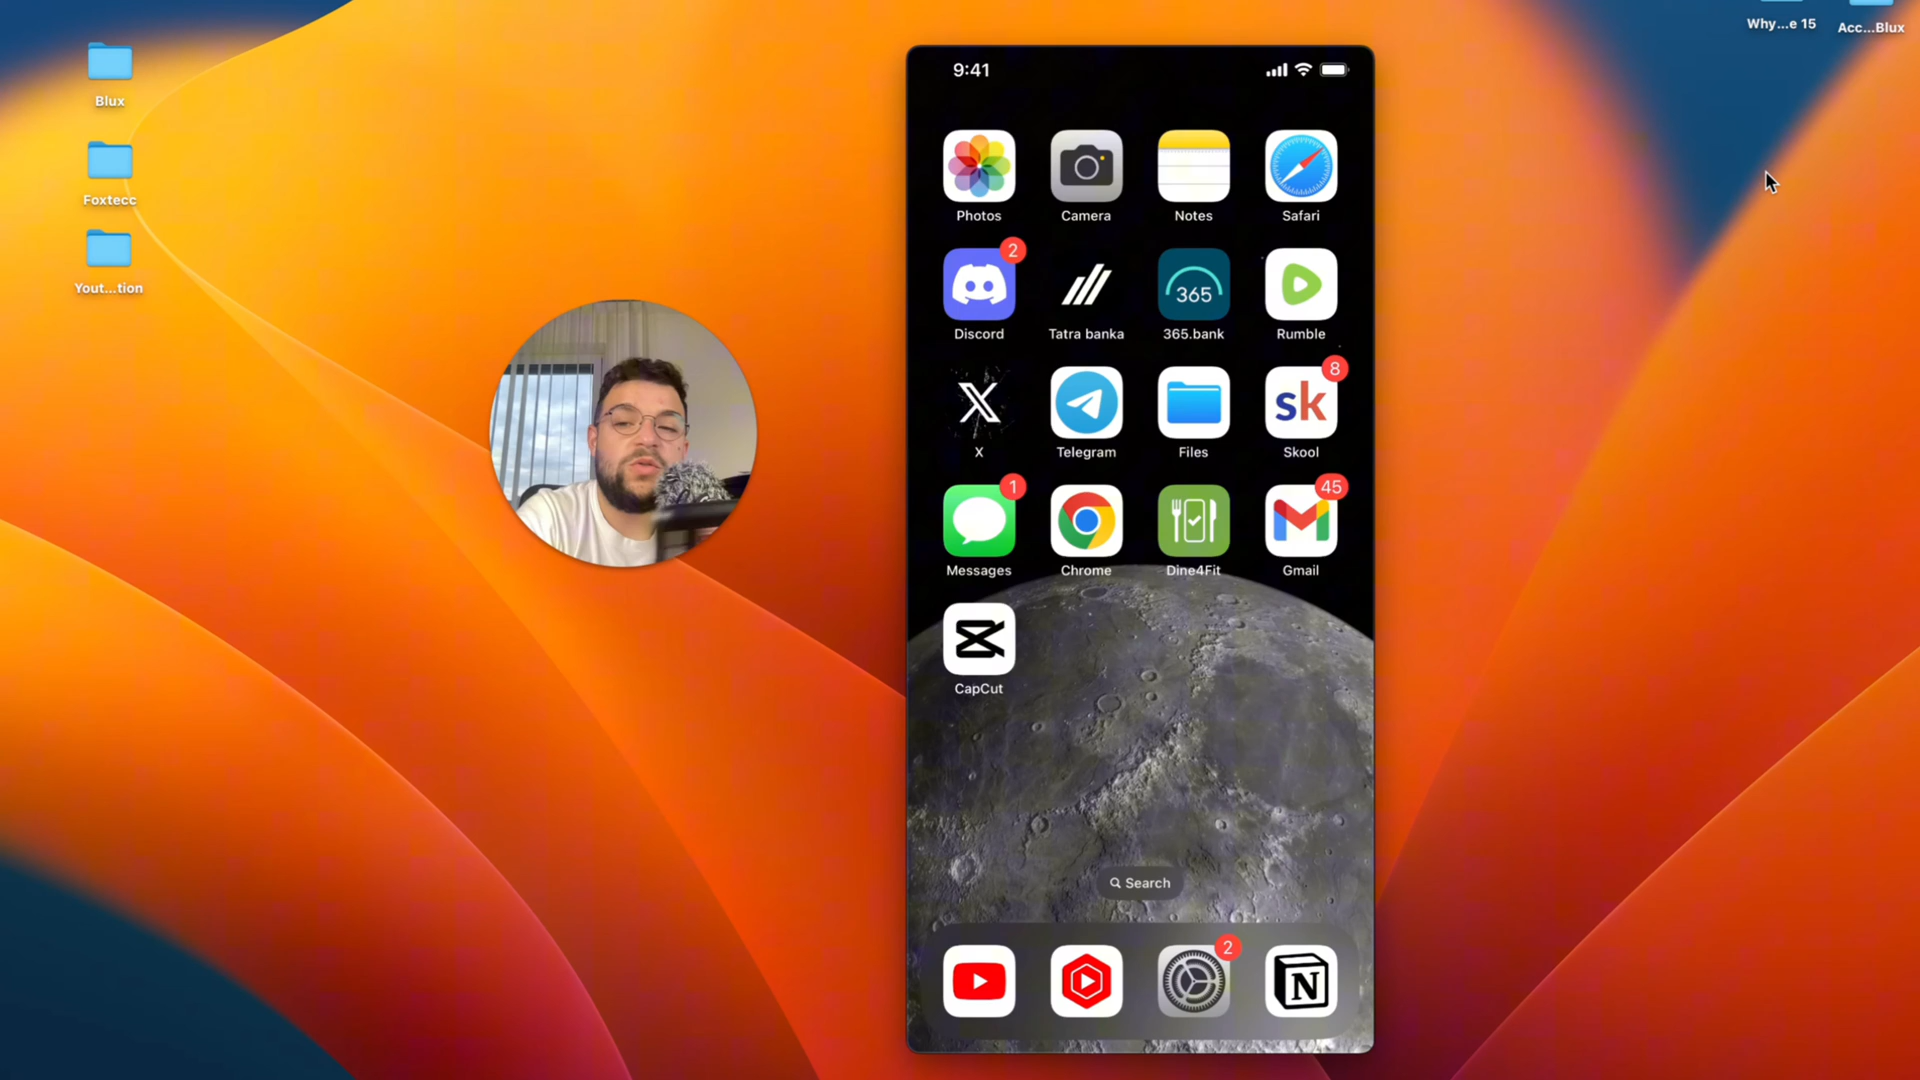 Why...e 15
Acc...Blux
Blux
Foxtecc
Yout...tion
9:41
Photos
Camera
Notes
Safari
2
365
Discord
Tatra banka
365.bank
Rumble
8
sk
X
Telegram
Files
Skool
1
45
Messages
Chrome
Dine4Fit
Gmail
CapCut
Search
2
N